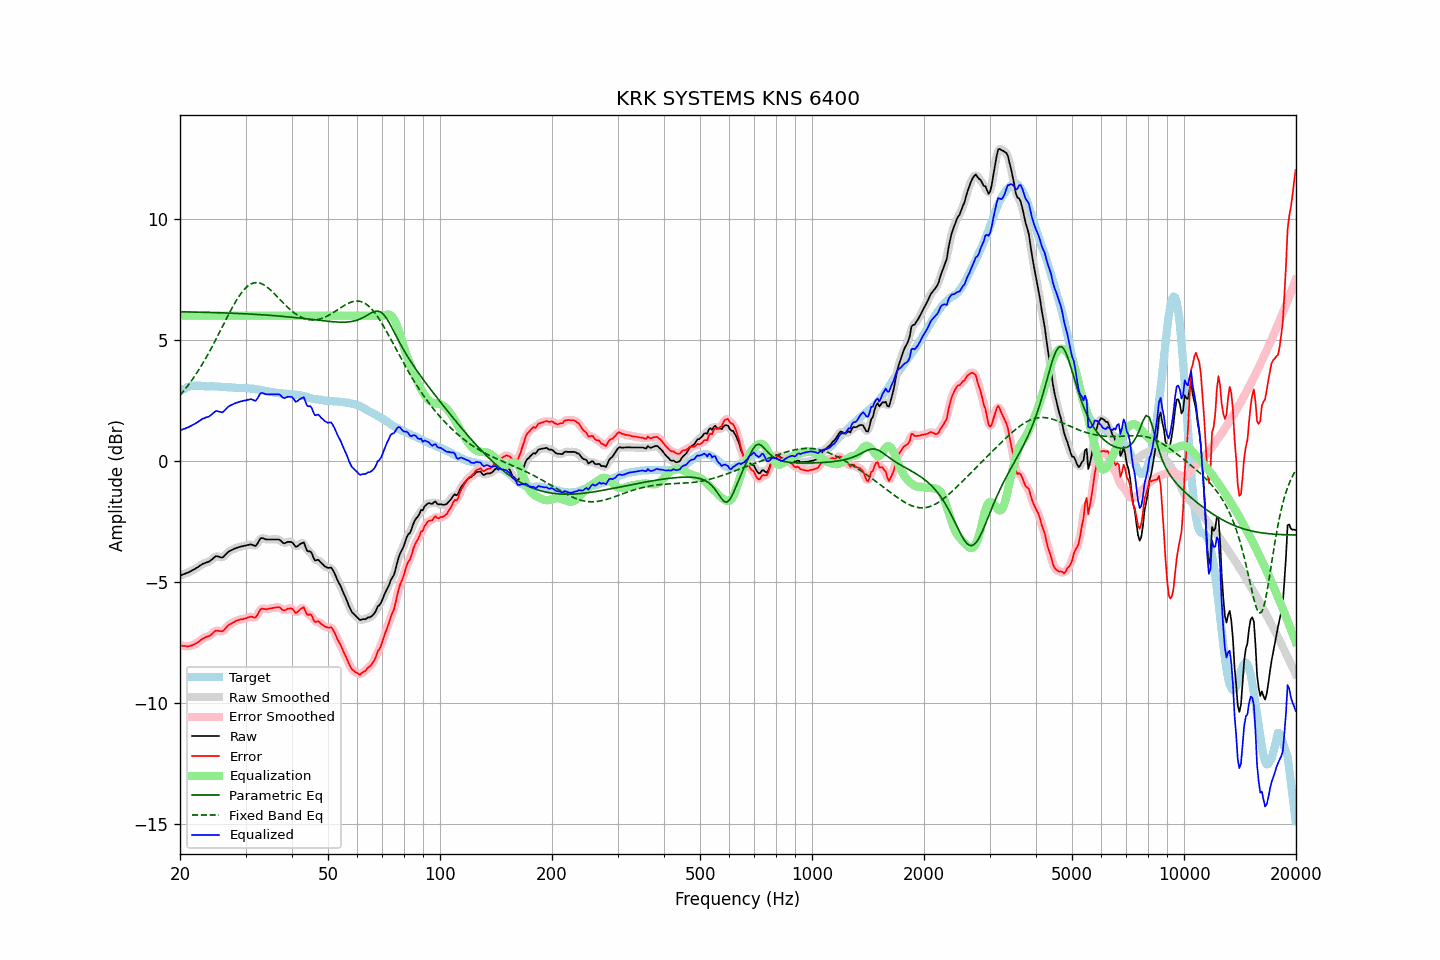 KRK SYSTEMS KNS 6400
Amplitude (dBr)
10
5
0
−5
−10
−15
Target
Raw Smoothed
Error Smoothed
Raw
Error
Equalization
Parametric Eq
Fixed Band Eq
Equalized
20 50 100 200 500 1000 2000 5000 10000 20000
Frequency (Hz)